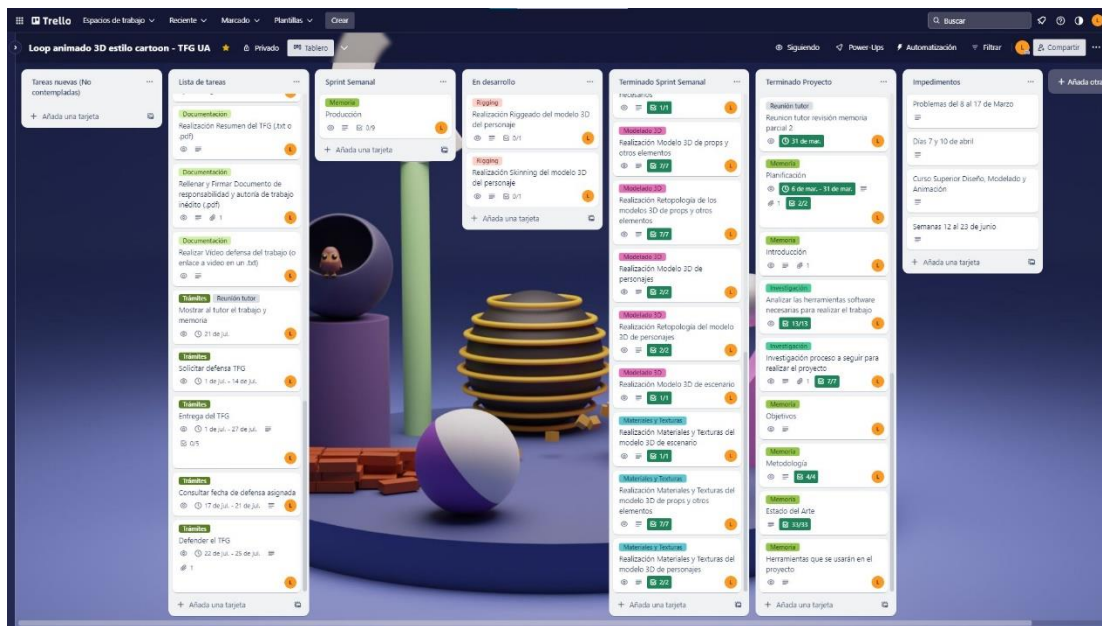 Trello Espacios de trabajo Reciente Marcado Plantillas Crear Buscar
Loop animado 3D estilo cartoon - TFG UA Privado Tablero Siguiendo Power-Ups Automatización Filtrar Compartir
Tareas nuevas (No
contempladas)
+ Añada una tarjeta
Lista de tareas
Documentación
Realización Resumen del TFG (.txt o
.pdf)
Documentación
Rellenar y Firmar Documento de
responsabilidad y autoría de trabajo
inédito (.pdf)
1
Documentación
Realizar Vídeo defensa del trabajo (o
enlace a video en un .txt)
Trámites Reunión tutor
Mostrar al tutor el trabajo y
memoria
21 de jul.
Trámites
Solicitar defensa TFG
1 de jul. - 14 de jul.
Trámites
Entrega del TFG
1 de jul. - 27 de jul.
0/5
Trámites
Consultar fecha de defensa asignada
17 de jul. - 21 de jul.
Trámites
Defender el TFG
22 de jul. - 25 de jul.
1
+ Añada una tarjeta
Sprint Semanal
Memoria
Producción
0/9
+ Añada una tarjeta
En desarrollo
Rigging
Realización Riggeado del modelo 3D
del personaje
0/1
Rigging
Realización Skinning del modelo 3D
del personaje
0/1
+ Añada una tarjeta
Terminado Sprint Semanal
necesarios
1/1
Modelado 3D
Realización Modelo 3D de props y
otros elementos
7/7
Modelado 3D
Realización Retopología de los
modelos 3D de props y otros
elementos
7/7
Modelado 3D
Realización Modelo 3D de
personajes
2/2
Modelado 3D
Realización Retopología del modelo
3D de personajes
2/2
Modelado 3D
Realización Modelo 3D de escenario
1/1
Materiales y Texturas
Realización Materiales y Texturas del
modelo 3D de escenario
1/1
Materiales y Texturas
Realización Materiales y Texturas del
modelo 3D de props y otros
elementos
7/7
Materiales y Texturas
Realización Materiales y Texturas del
modelo 3D de personajes
2/2
+ Añada una tarjeta
Terminado Proyecto
Reunión tutor
Reunion tutor revisión memoria
parcial 2
31 de mar.
Memoria
Planificación
6 de mar. - 31 de mar.
1 2/2
Memoria
Introducción
1
Investigación
Analizar las herramientas software
necesarias para realizar el trabajo
13/13
Investigación
Investigación proceso a seguir para
realizar el proyecto
1 7/7
Memoria
Objetivos
Memoria
Metodología
4/4
Memoria
Estado del Arte
33/33
Memoria
Herramientas que se usarán en el
proyecto
+ Añada una tarjeta
Impedimentos
Problemas del 8 al 17 de Marzo
Días 7 y 10 de abril
Curso Superior Diseño, Modelado y
Animación
Semanas 12 al 23 de junio
+ Añada una tarjeta
+ Añada otra